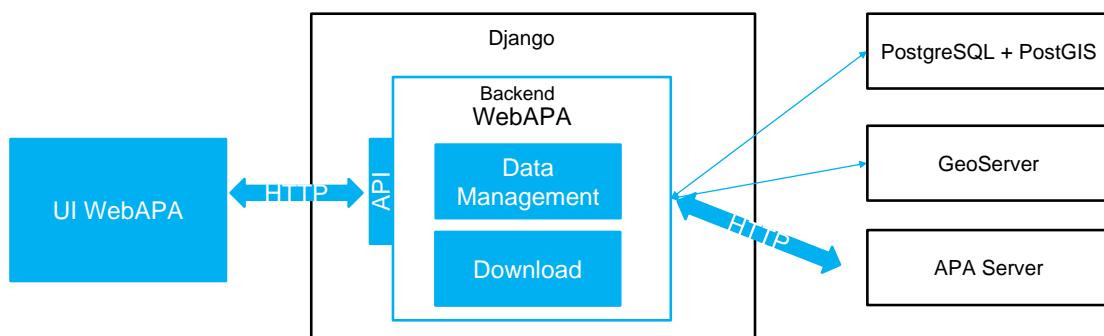 Django
PostgreSQL + PostGIS
Backend
WebAPA
Data
Management
GeoServer
UI WebAPA
HTTP
API
HTTP
Download
APA Server